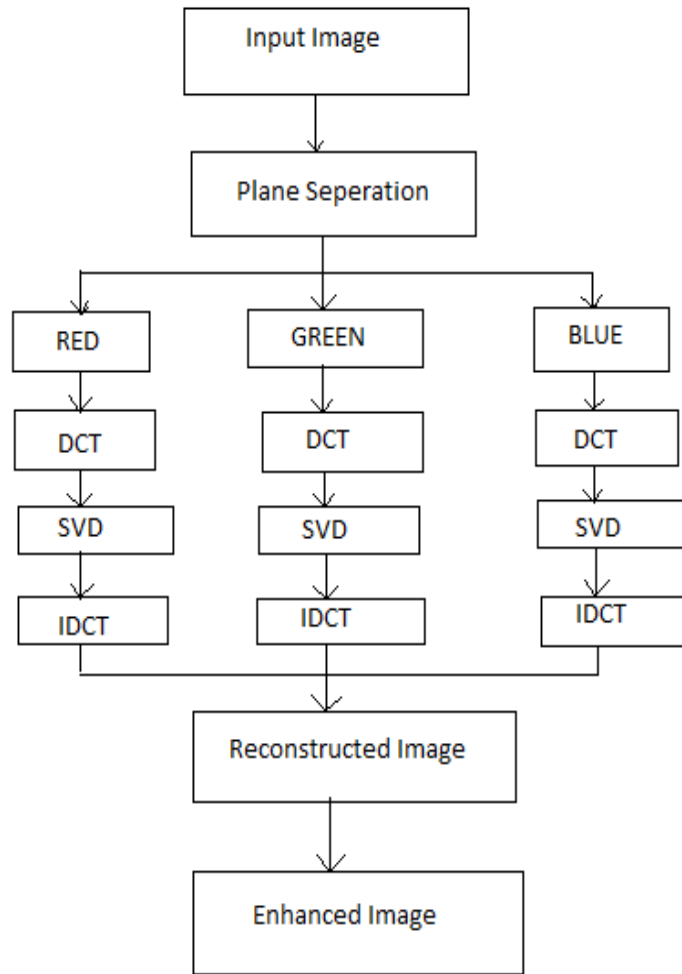 Input Image
Plane Seperation
RED
GREEN
BLUE
DCT
DCT
DCT
SVD
SVD
SVD
IDCT
IDCT
IDCT
Reconstructed Image
Enhanced Image